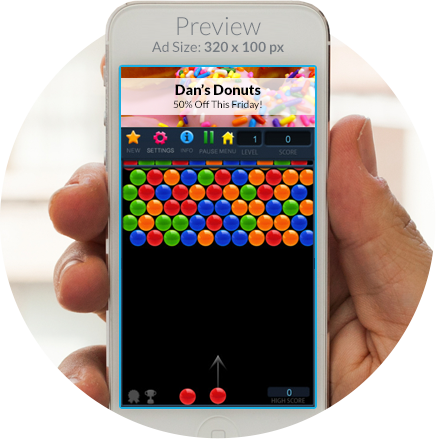 Preview
Ad Size: 320 x 100 px
Dan's Donuts
50% Off This Friday!
NEW SETTINGS INFO PAUSE MENU 1 LEVEL 0 SCORE
0
HIGH SCORE